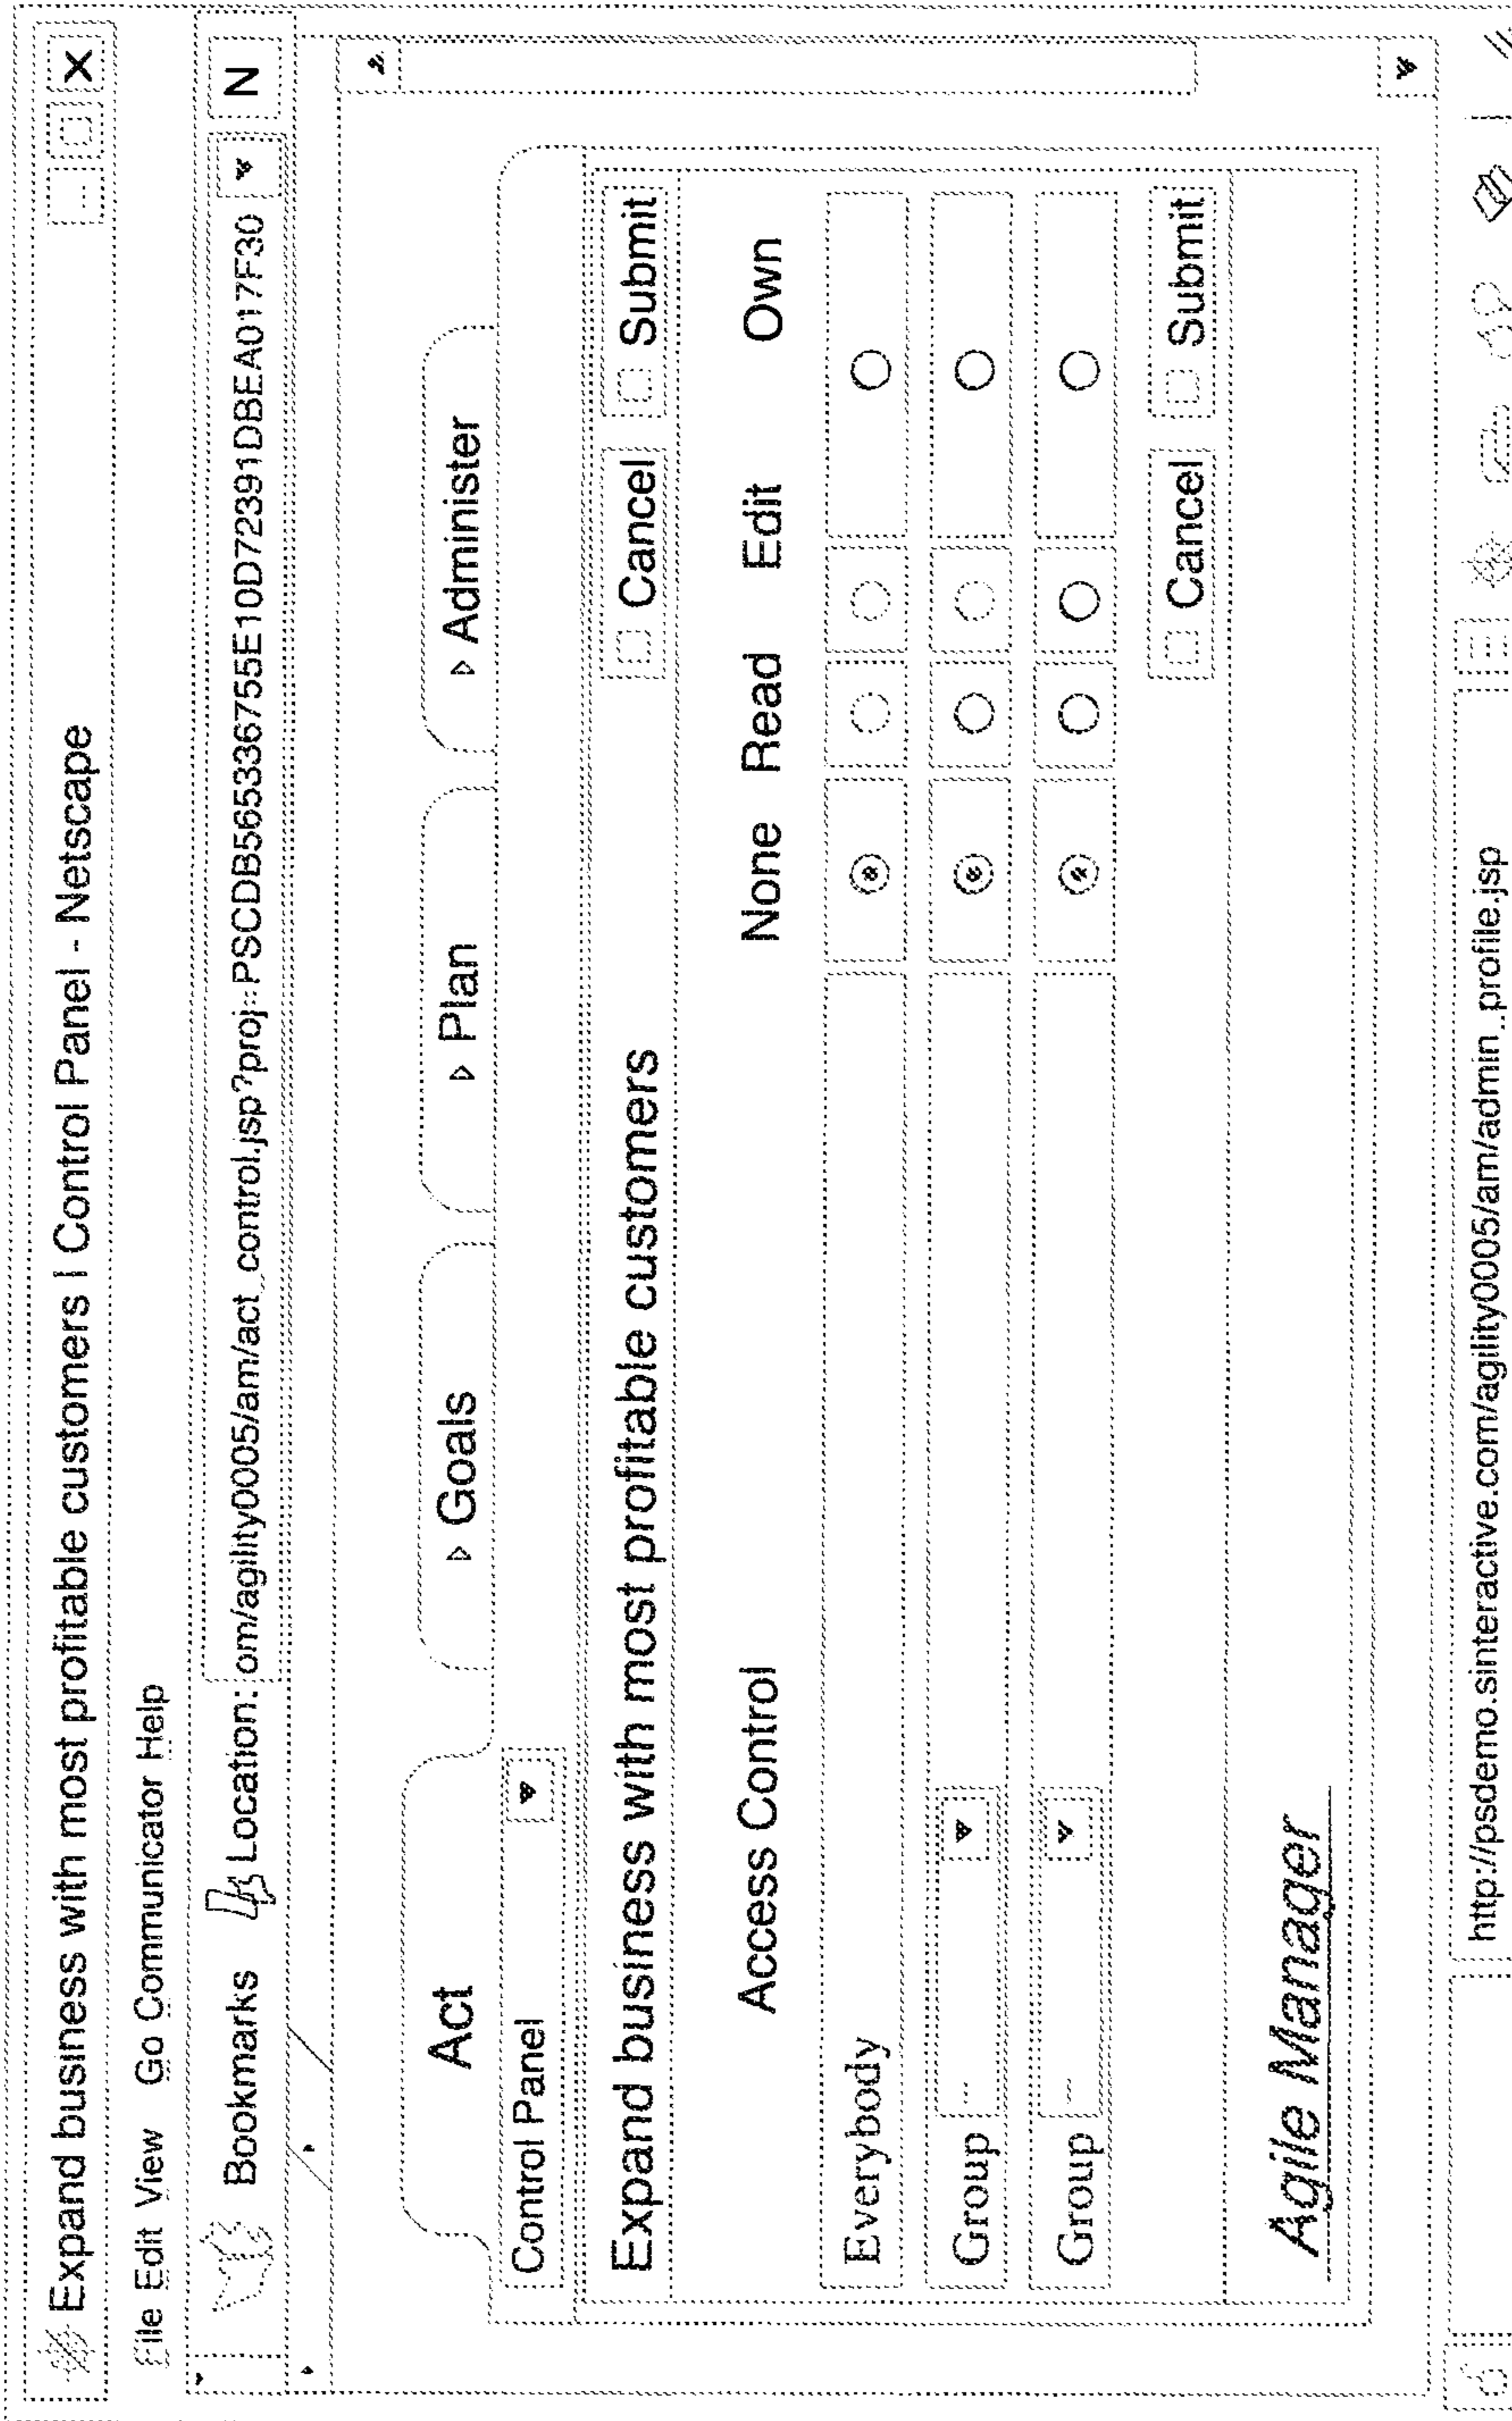 Expand business with most profitable customers | Control Panel - Netscape
File Edit View Go Communicator Help
Bookmarks Location: om/agility0005/am/act_control.jsp?proj=PSCDB565336755E10D72391DBEA017F30 N
Act Goals Plan Administer
Control Panel
Expand business with most profitable customers Cancel Submit
Access Control None Read Edit Own
Everybody
Group --
Group --
Cancel Submit
Agile Manager
http://psdemo.sinteractive.com/agility0005/am/admin_profile.jsp